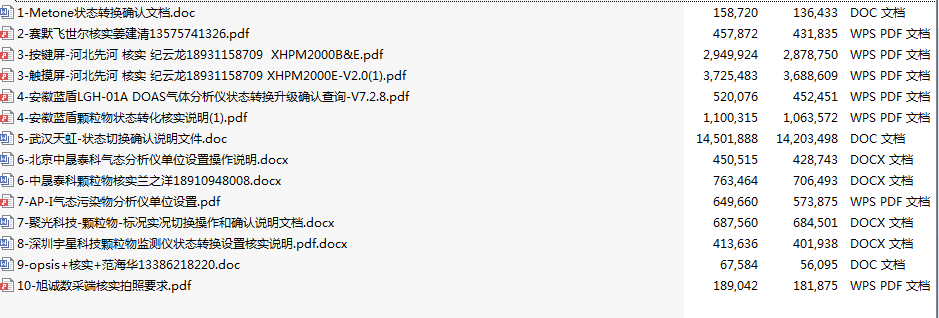 1-Metone状态转换确认文档.doc 158,720 136,433 DOC 文档
2-赛默飞世尔核实姜建清13575741326.pdf 457,872 431,835 WPS PDF 文档
3-按键屏-河北先河 核实 纪云龙18931158709 XHPM2000B&E.pdf 2,949,924 2,878,750 WPS PDF 文档
3-触摸屏-河北先河 核实 纪云龙18931158709 XHPM2000E-V2.0(1).pdf 3,725,483 3,688,609 WPS PDF 文档
4-安徽蓝盾LGH-01A DOAS气体分析仪状态转换升级确认查询-V7.2.8.pdf 520,076 452,451 WPS PDF 文档
4-安徽蓝盾颗粒物状态转化核实说明(1).pdf 1,100,315 1,063,572 WPS PDF 文档
5-武汉天虹-状态切换确认说明文件.doc 14,501,888 14,203,498 DOC 文档
6-北京中晟泰科气态分析仪单位设置操作说明.docx 450,515 428,743 DOCX 文档
6-中晟泰科颗粒物核实兰之洋18910948008.docx 763,464 706,493 DOCX 文档
7-AP-I气态污染物分析仪单位设置.pdf 649,660 573,875 WPS PDF 文档
7-聚光科技-颗粒物-标况实况切换操作和确认说明文档.docx 687,560 684,501 DOCX 文档
8-深圳宇星科技颗粒物监测仪状态转换设置核实说明.pdf.docx 413,636 401,938 DOCX 文档
9-opsis+核实+范海华13386218220.doc 67,584 56,095 DOC 文档
10-旭诚数采端核实拍照要求.pdf 189,042 181,875 WPS PDF 文档